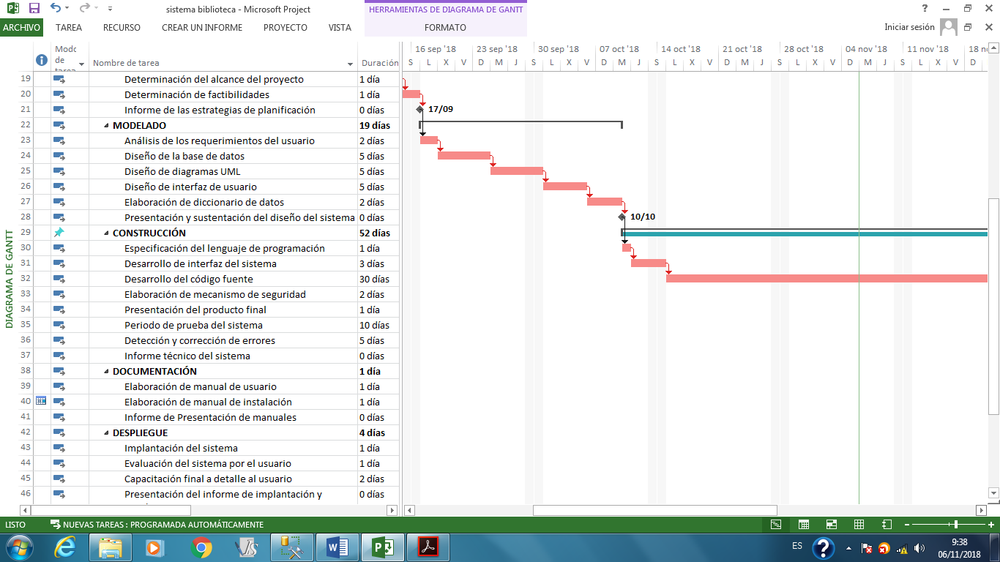 sistema biblioteca - Microsoft Project
HERRAMIENTAS DE DIAGRAMA DE GANTT
?
ARCHIVO TAREA RECURSO CREAR UN INFORME PROYECTO VISTA FORMATO Iniciar sesión
Modo de tarea Nombre de tarea Duración
16 sep '18 23 sep '18 30 sep '18 07 oct '18 14 oct '18 21 oct '18 28 oct '18 04 nov '18 11 nov '18
S L X V D M J S L X V D M J S L X V D M J S L X V D
19 Determinación del alcance del proyecto 1 día
20 Determinación de factibilidades 1 día
21 Informe de las estrategias de planificación 0 días 17/09
22 MODELADO 19 días
23 Análisis de los requerimientos del usuario 2 días
24 Diseño de la base de datos 5 días
25 Diseño de diagramas UML 5 días
26 Diseño de interfaz de usuario 5 días
27 Elaboración de diccionario de datos 2 días
28 Presentación y sustentación del diseño del sistema 0 días 10/10
29 CONSTRUCCIÓN 52 días
30 Especificación del lenguaje de programación 1 día
31 Desarrollo de interfaz del sistema 3 días
32 Desarrollo del código fuente 30 días
33 Elaboración de mecanismo de seguridad 2 días
34 Presentación del producto final 1 día
35 Periodo de prueba del sistema 10 días
36 Detección y corrección de errores 5 días
37 Informe técnico del sistema 0 días
38 DOCUMENTACIÓN 1 día
39 Elaboración de manual de usuario 1 día
40 Elaboración de manual de instalación 1 día
41 Informe de Presentación de manuales 0 días
42 DESPLIEGUE 4 días
43 Implantación del sistema 1 día
44 Evaluación del sistema por el usuario 1 día
45 Capacitación final a detalle al usuario 2 días
46 Presentación del informe de implantación y 0 días
DIAGRAMA DE GANTT
LISTO NUEVAS TAREAS : PROGRAMADA AUTOMÁTICAMENTE
ES
9:38
06/11/2018